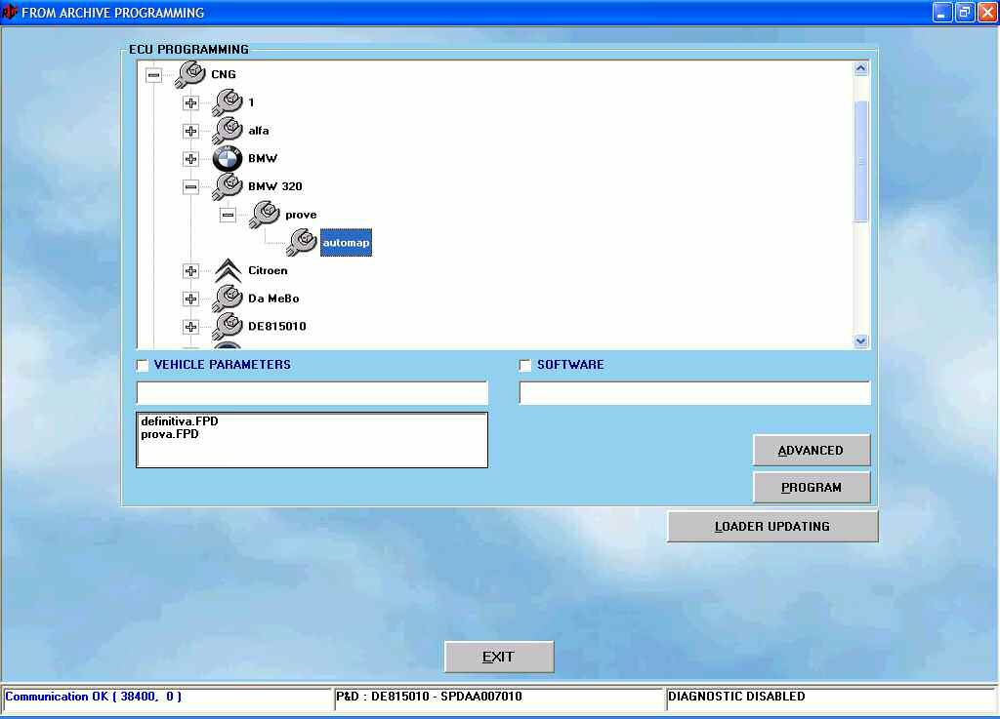 FROM ARCHIVE PROGRAMMING
ECU PROGRAMMING
CNG
1
alfa
BMW
BMW 320
prove
automap
Citroen
Da MeBo
DE815010
VEHICLE PARAMETERS
SOFTWARE
definitiva.FPD
prova.FPD
ADVANCED
PROGRAM
LOADER UPDATING
EXIT
Communication OK ( 38400, 0 )
P&D : DE815010 - SPDAA007010
DIAGNOSTIC DISABLED